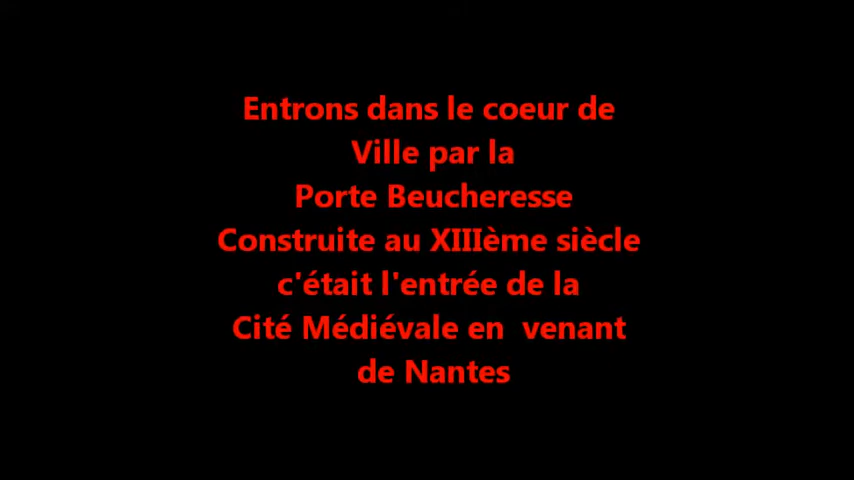 Entrons dans le coeur de
Ville par la
Porte Beucheresse
Construite au XIIIème siècle
c'était l'entrée de la
Cité Médiévale en  venant
de Nantes